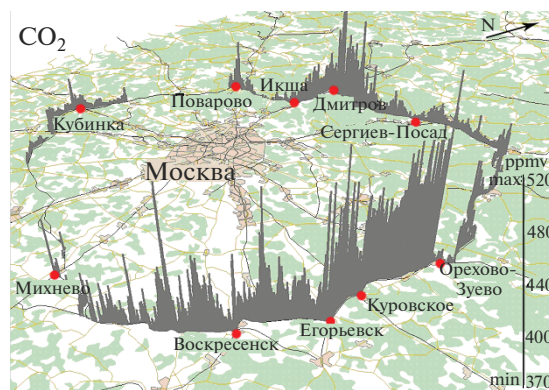 CO2
N
Икша
Поварово
Дмитров
Кубинка
Сергиев-Посад
Москва
ppmv
max
520
480
Орехово-
Зуево
Михнево
440
Куровское
Егорьевск
Воскресенск
400
min
370